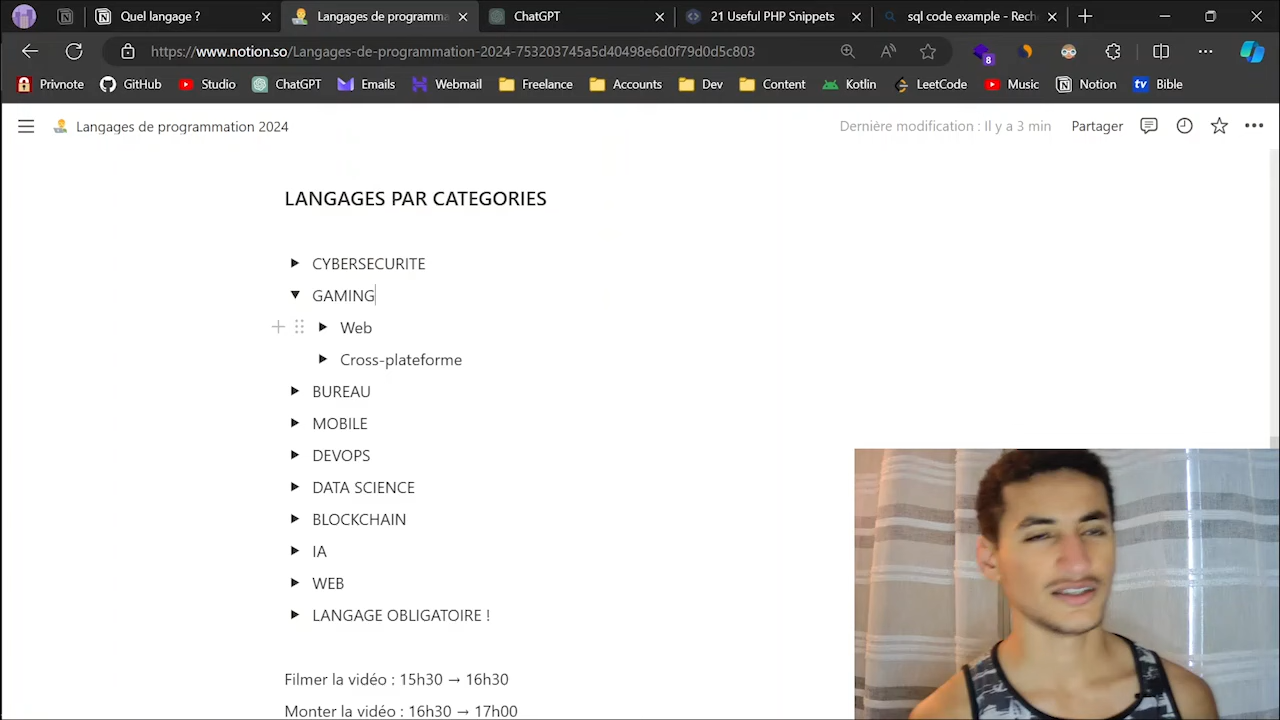 Quel langage ?
Langages de programma
ChatGPT
21 Useful PHP Snippets
sql code example - Rech
https://www.notion.so/Langages-de-programmation-2024-753203745a5d40498e6d0f79d0d5c803
8
Privnote
GitHub
Studio
ChatGPT
Emails
Webmail
Freelance
Accounts
Dev
Content
Kotlin
LeetCode
Music
Notion
tv Bible
Langages de programmation 2024
Dernière modification : Il y a 3 min
Partager
LANGAGES PAR CATEGORIES
CYBERSECURITE
GAMING
Web
Cross-plateforme
BUREAU
MOBILE
DEVOPS
DATA SCIENCE
BLOCKCHAIN
IA
WEB
LANGAGE OBLIGATOIRE !
Filmer la vidéo : 15h30 → 16h30
Monter la vidéo : 16h30 → 17h00